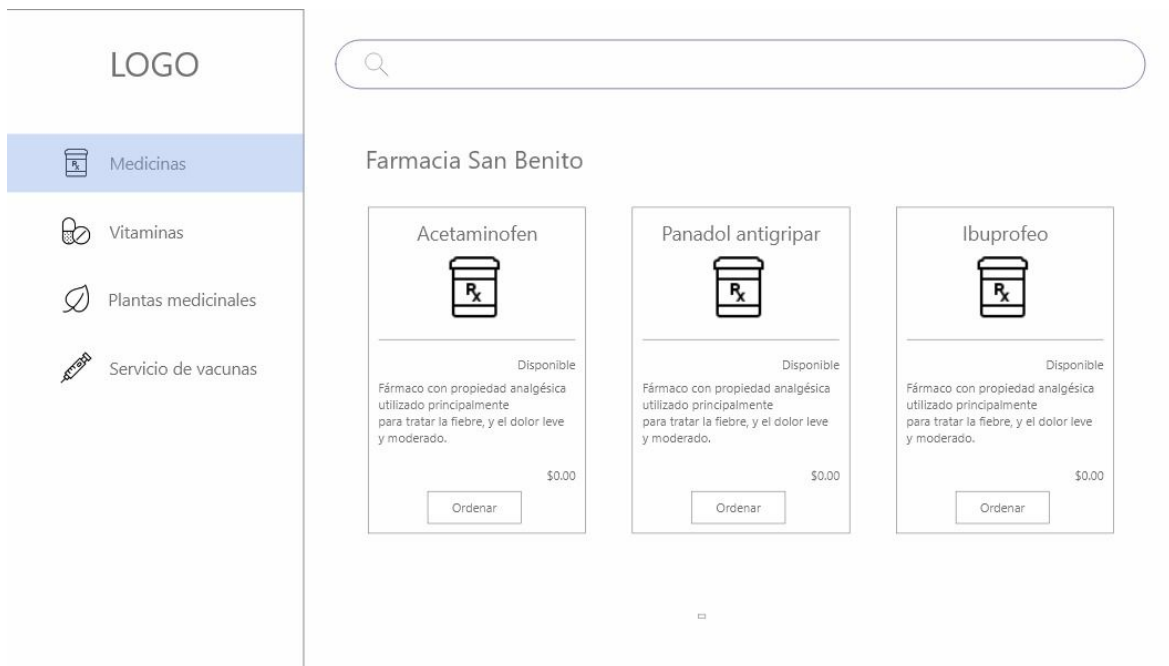 LOGO
Medicinas
Vitaminas
Plantas medicinales
Servicio de vacunas
Farmacia San Benito
Acetaminofen
Rx
Disponible
Fármaco con propiedad analgésica
utilizado principalmente
para tratar la fiebre, y el dolor leve
y moderado.
$0.00
Ordenar
Panadol antigripar
Rx
Disponible
Fármaco con propiedad analgésica
utilizado principalmente
para tratar la fiebre, y el dolor leve
y moderado.
$0.00
Ordenar
Ibuprofeo
Rx
Disponible
Fármaco con propiedad analgésica
utilizado principalmente
para tratar la fiebre, y el dolor leve
y moderado.
$0.00
Ordenar